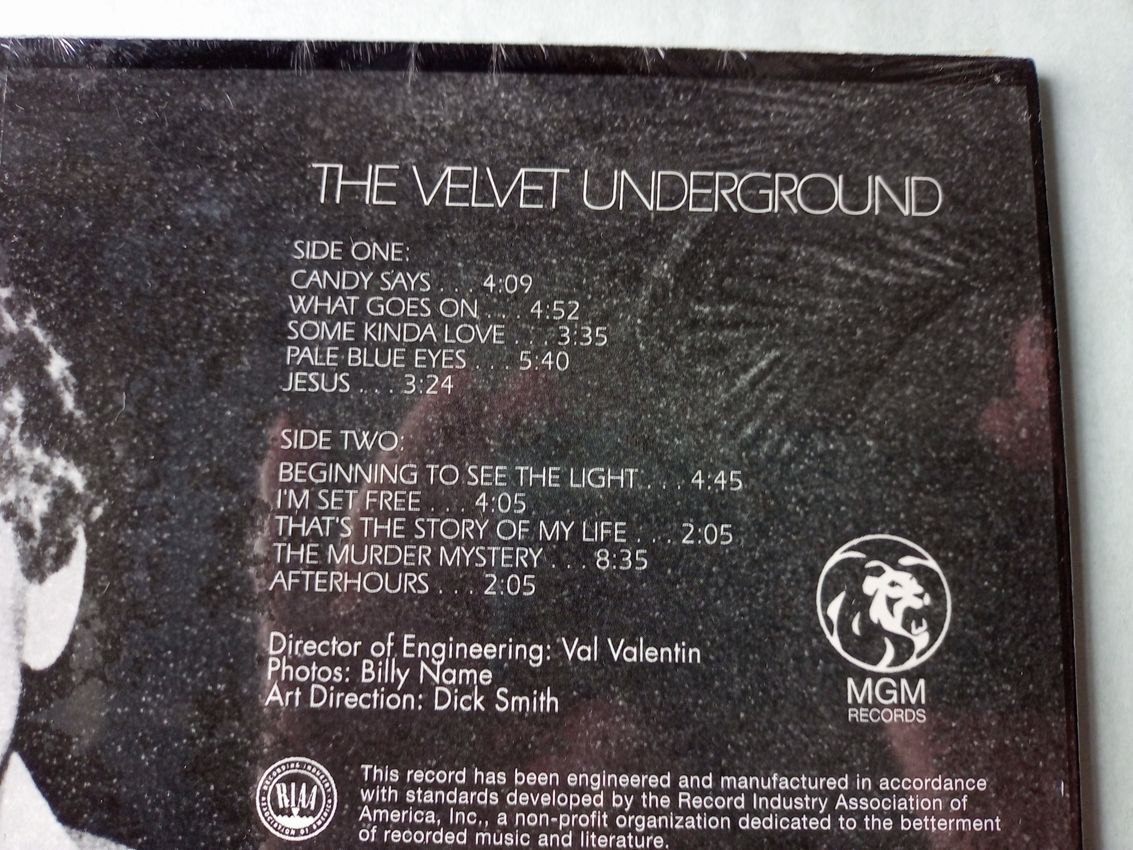 THE VELVET UNDERGROUND
SIDE ONE:
CANDY SAYS . . . 4:09
WHAT GOES ON . . . 4:52
SOME KINDA LOVE . . . 3:35
PALE BLUE EYES . . . 5:40
JESUS . . . 3:24
SIDE TWO:
BEGINNING TO SEE THE LIGHT . . . 4:45
I'M SET FREE . . . 4:05
THAT'S THE STORY OF MY LIFE . . . 2:05
THE MURDER MYSTERY . . . 8:35
AFTERHOURS . . . 2:05
Director of Engineering: Val Valentin
Photos: Billy Name
Art Direction: Dick Smith
MGM
RECORDS
RECORDING INDUSTRY ASSOCIATION OF AMERICA
RIAA
This record has been engineered and manufactured in accordance
with standards developed by the Record Industry Association of
America, Inc., a non-profit organization dedicated to the betterment
of recorded music and literature.